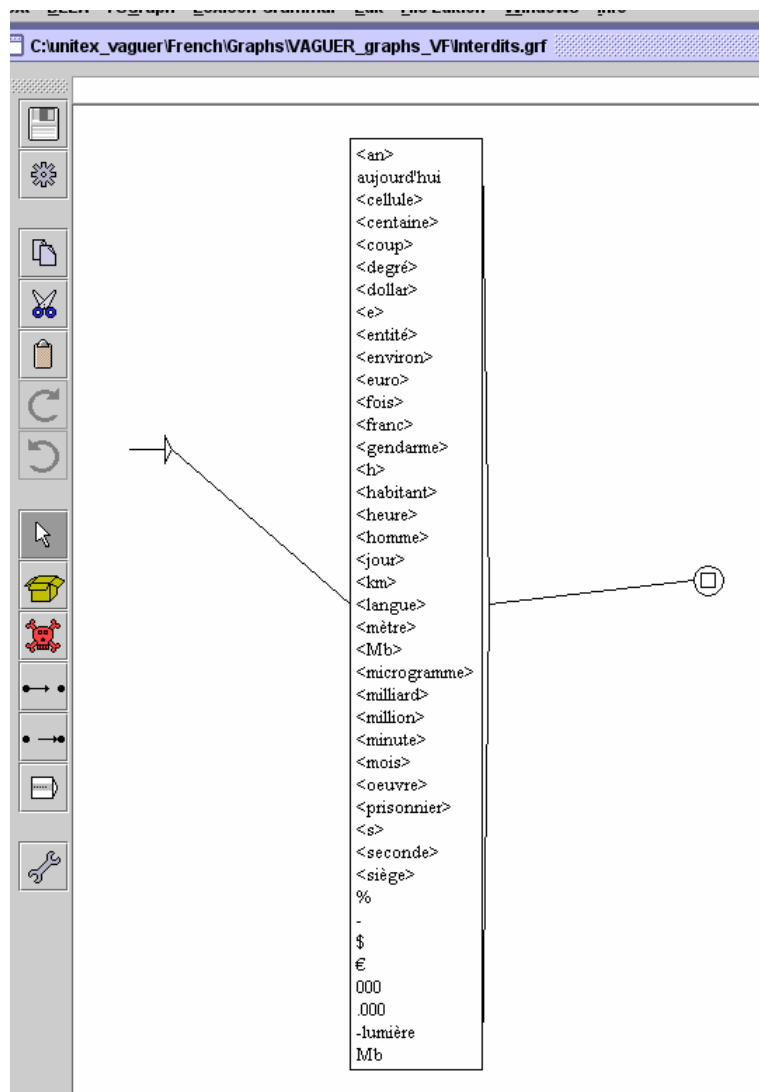 C:\unitex_vaguer\French\Graphs\VAGUER_graphs_VF\Interdits.grf
<an>
aujourd'hui
<cellule>
<centaine>
<coup>
<degré>
<dollar>
<e>
<entité>
<environ>
<euro>
<fois>
<franc>
<gendarme>
<h>
<habitant>
<heure>
<homme>
<jour>
<km>
<langue>
<mètre>
<Mb>
<microgramme>
<milliard>
<million>
<minute>
<mois>
<oeuvre>
<prisonnier>
<s>
<seconde>
<siège>
%
-
$
€
000
.000
-lumière
Mb